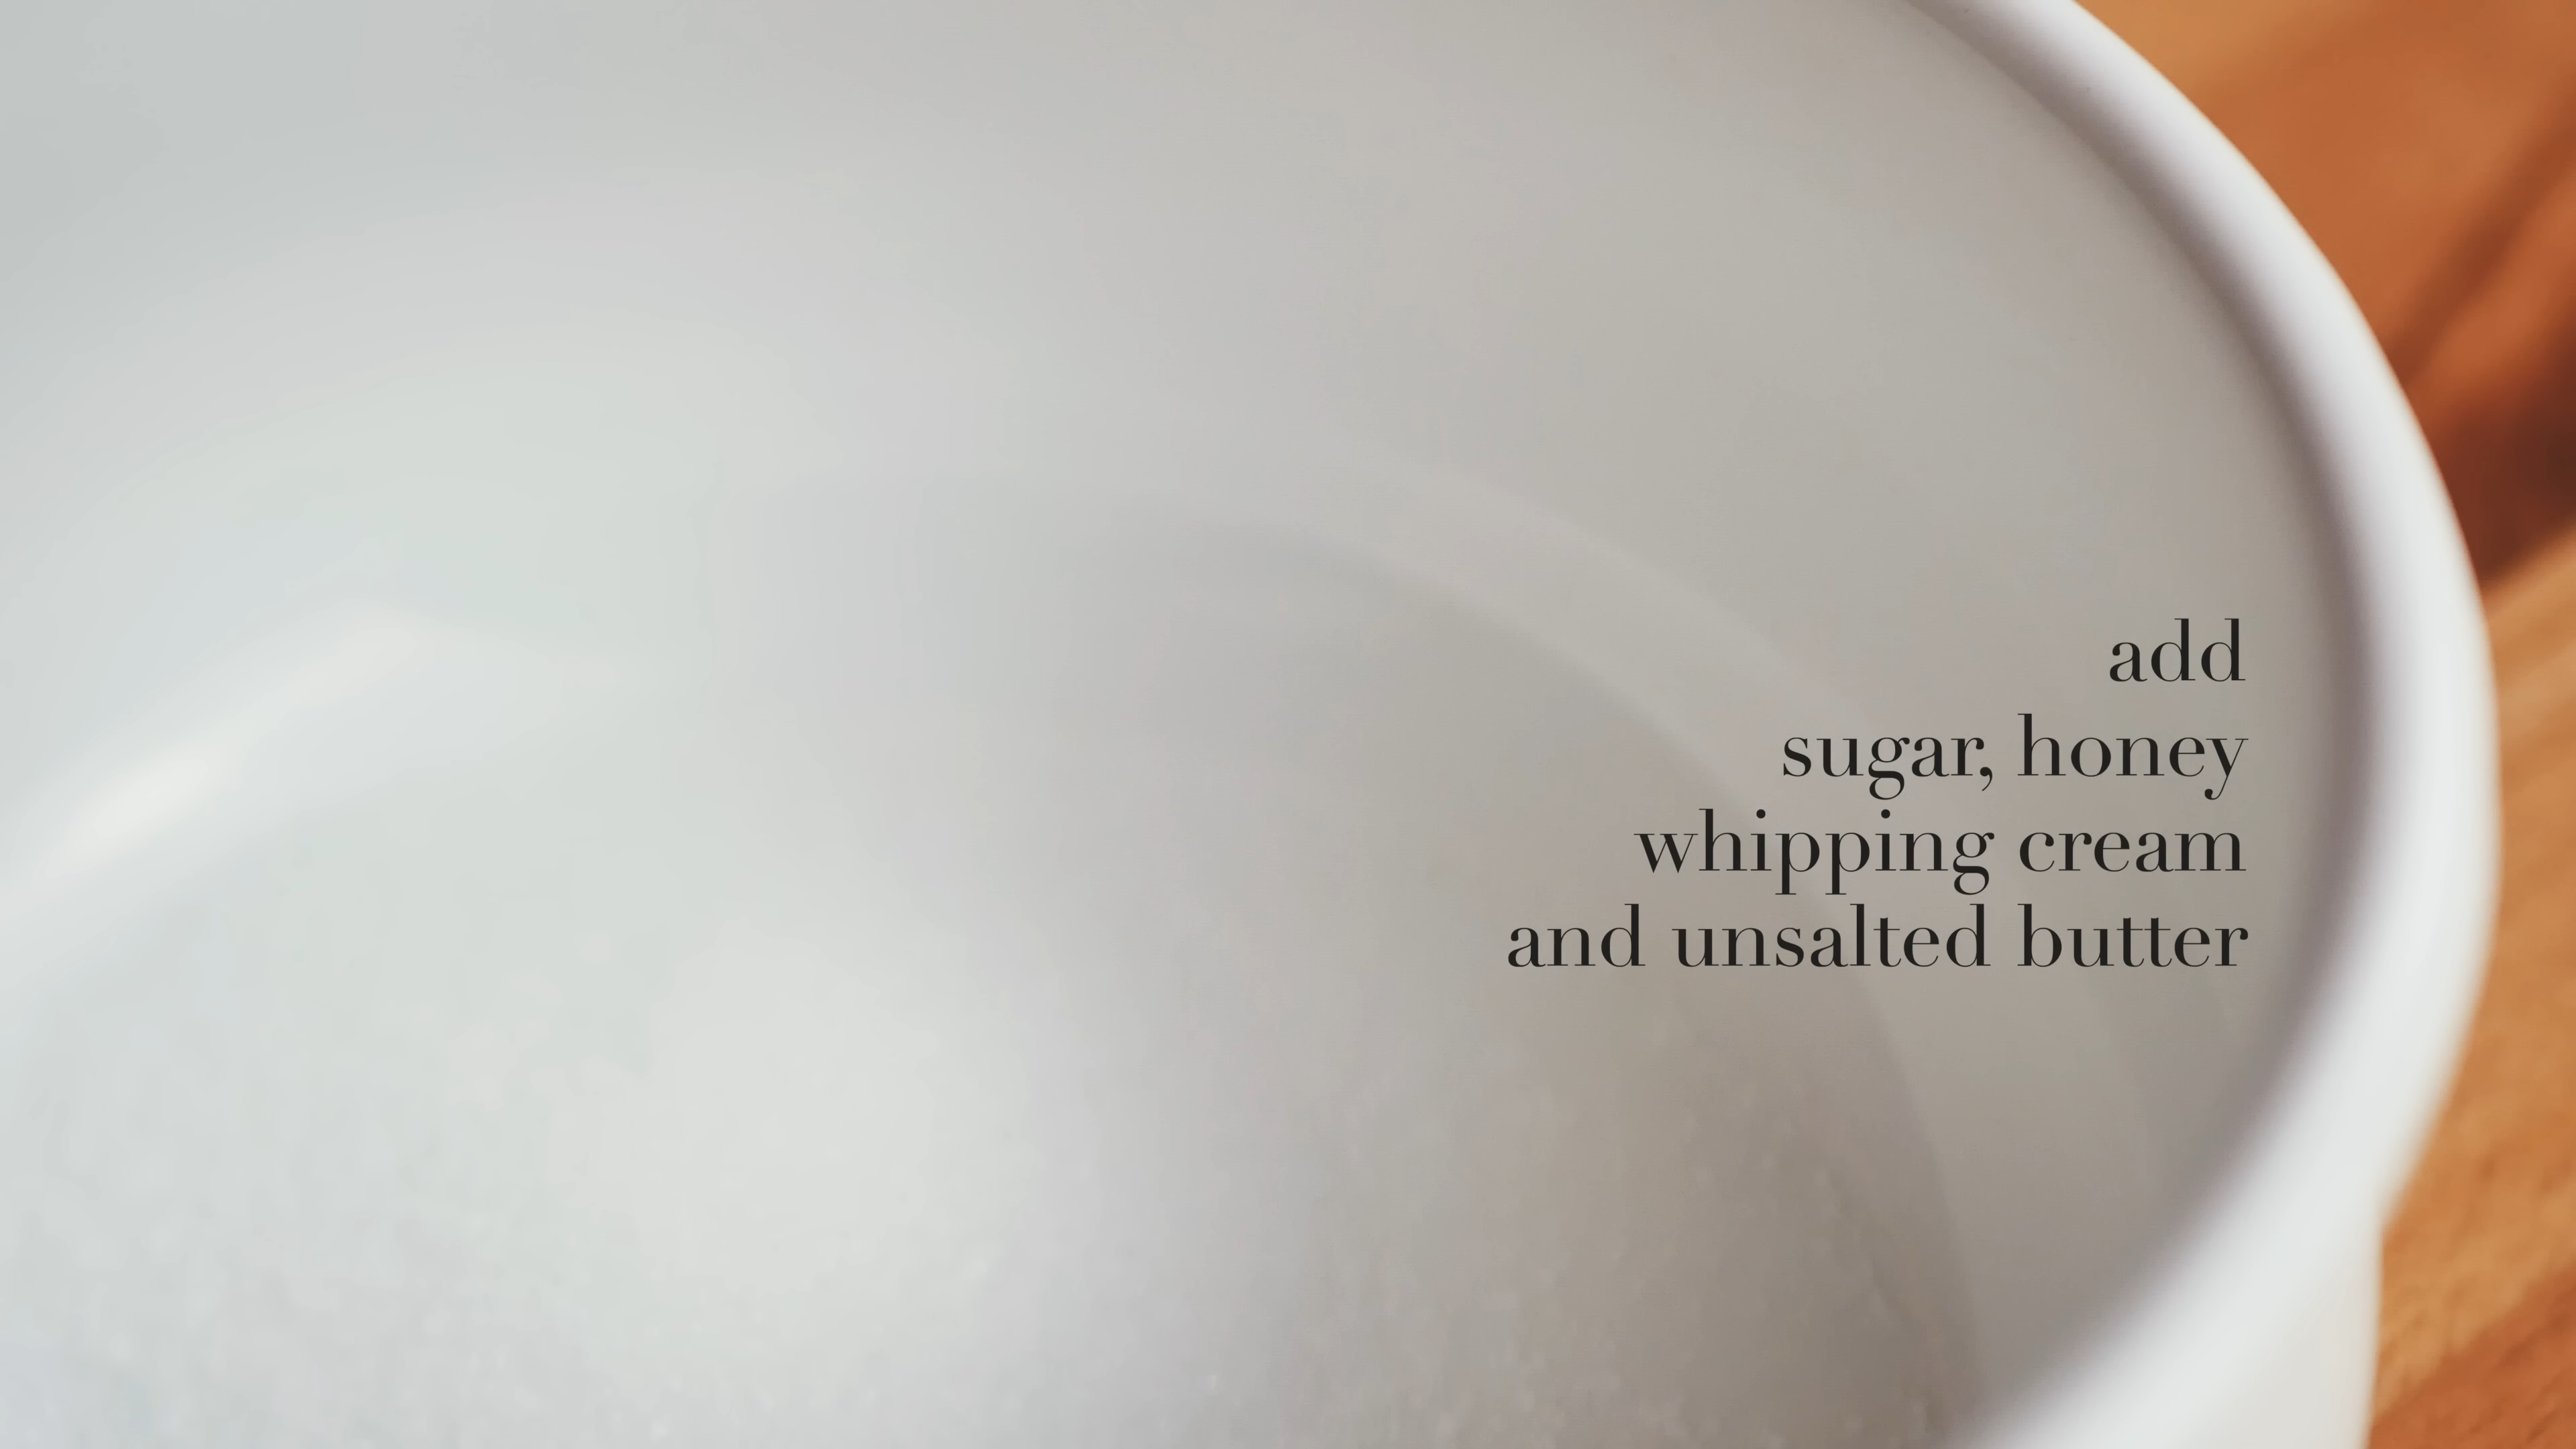 add
sugar, honey
whipping cream
and unsalted butter